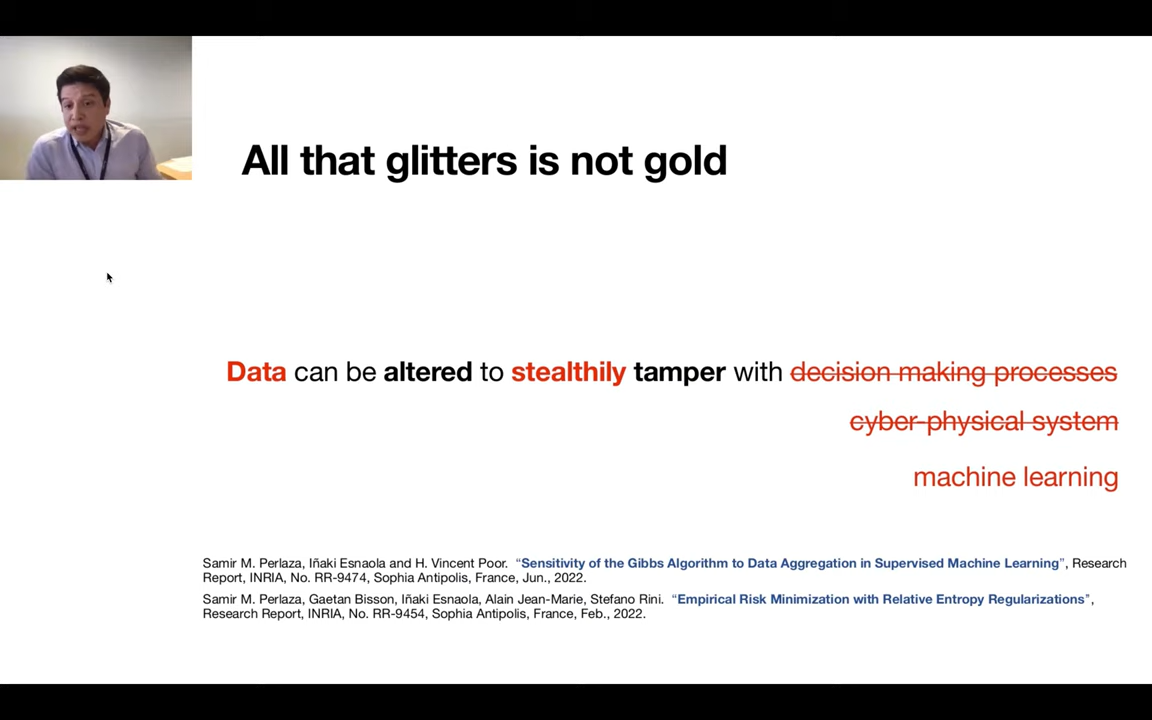 All that glitters is not gold
Data can be altered to stealthily tamper with decision making processes
cyber-physical system
machine learning
Samir M. Perlaza, Iñaki Esnaola and H. Vincent Poor. “Sensitivity of the Gibbs Algorithm to Data Aggregation in Supervised Machine Learning”, Research
Report, INRIA, No. RR-9474, Sophia Antipolis, France, Jun., 2022.
Samir M. Perlaza, Gaetan Bisson, Iñaki Esnaola, Alain Jean-Marie, Stefano Rini. “Empirical Risk Minimization with Relative Entropy Regularizations”,
Research Report, INRIA, No. RR-9454, Sophia Antipolis, France, Feb., 2022.